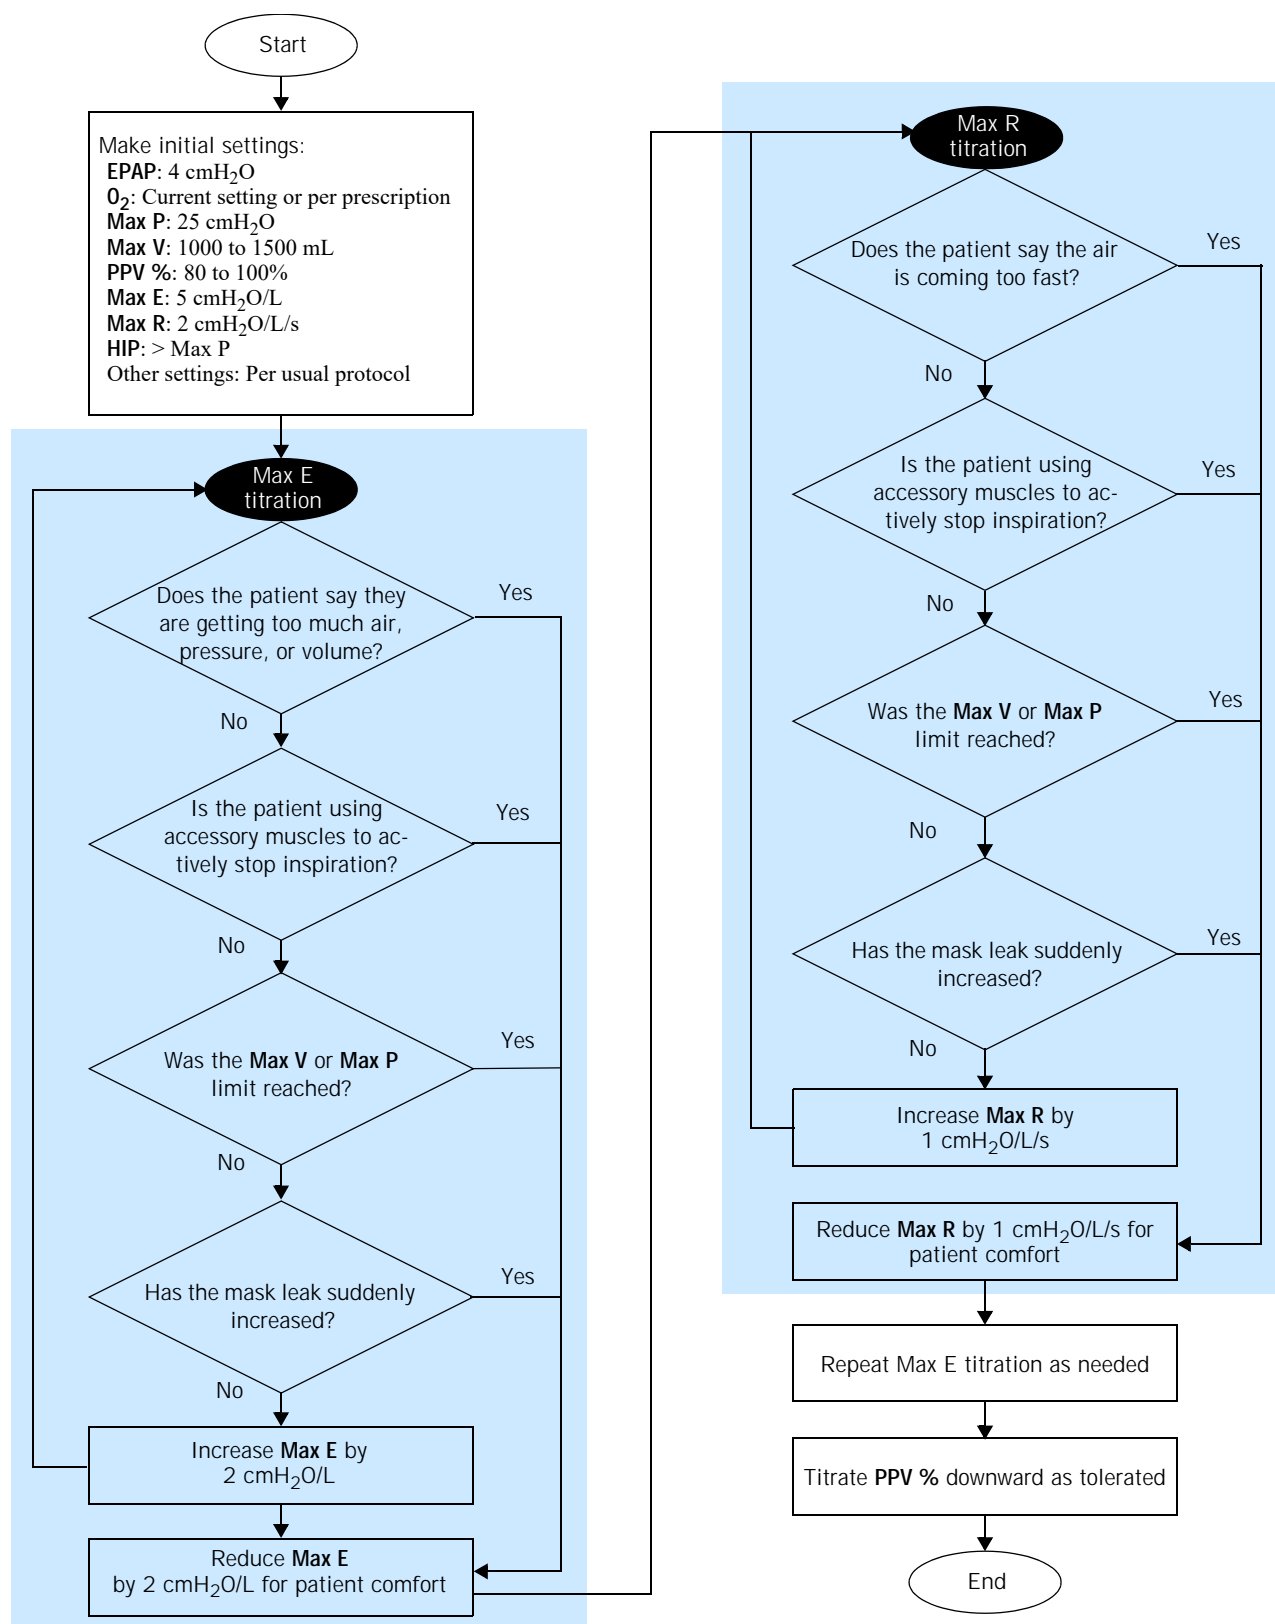 Start
Make initial settings:
EPAP: 4 cmH₂O
O₂: Current setting or per prescription
Max P: 25 cmH₂O
Max V: 1000 to 1500 mL
PPV %: 80 to 100%
Max E: 5 cmH₂O/L
Max R: 2 cmH₂O/L/s
HIP: > Max P
Other settings: Per usual protocol
Max E
titration
Does the patient say they
are getting too much air,
pressure, or volume?
Yes
No
Is the patient using
accessory muscles to ac-
tively stop inspiration?
Yes
No
Was the Max V or Max P
limit reached?
Yes
No
Has the mask leak suddenly
increased?
Yes
No
Increase Max E by
2 cmH₂O/L
Reduce Max E
by 2 cmH₂O/L for patient comfort
Max R
titration
Does the patient say the air
is coming too fast?
Yes
No
Is the patient using
accessory muscles to ac-
tively stop inspiration?
Yes
No
Was the Max V or Max P
limit reached?
Yes
No
Has the mask leak suddenly
increased?
Yes
No
Increase Max R by
1 cmH₂O/L/s
Reduce Max R by 1 cmH₂O/L/s for
patient comfort
Repeat Max E titration as needed
Titrate PPV % downward as tolerated
End